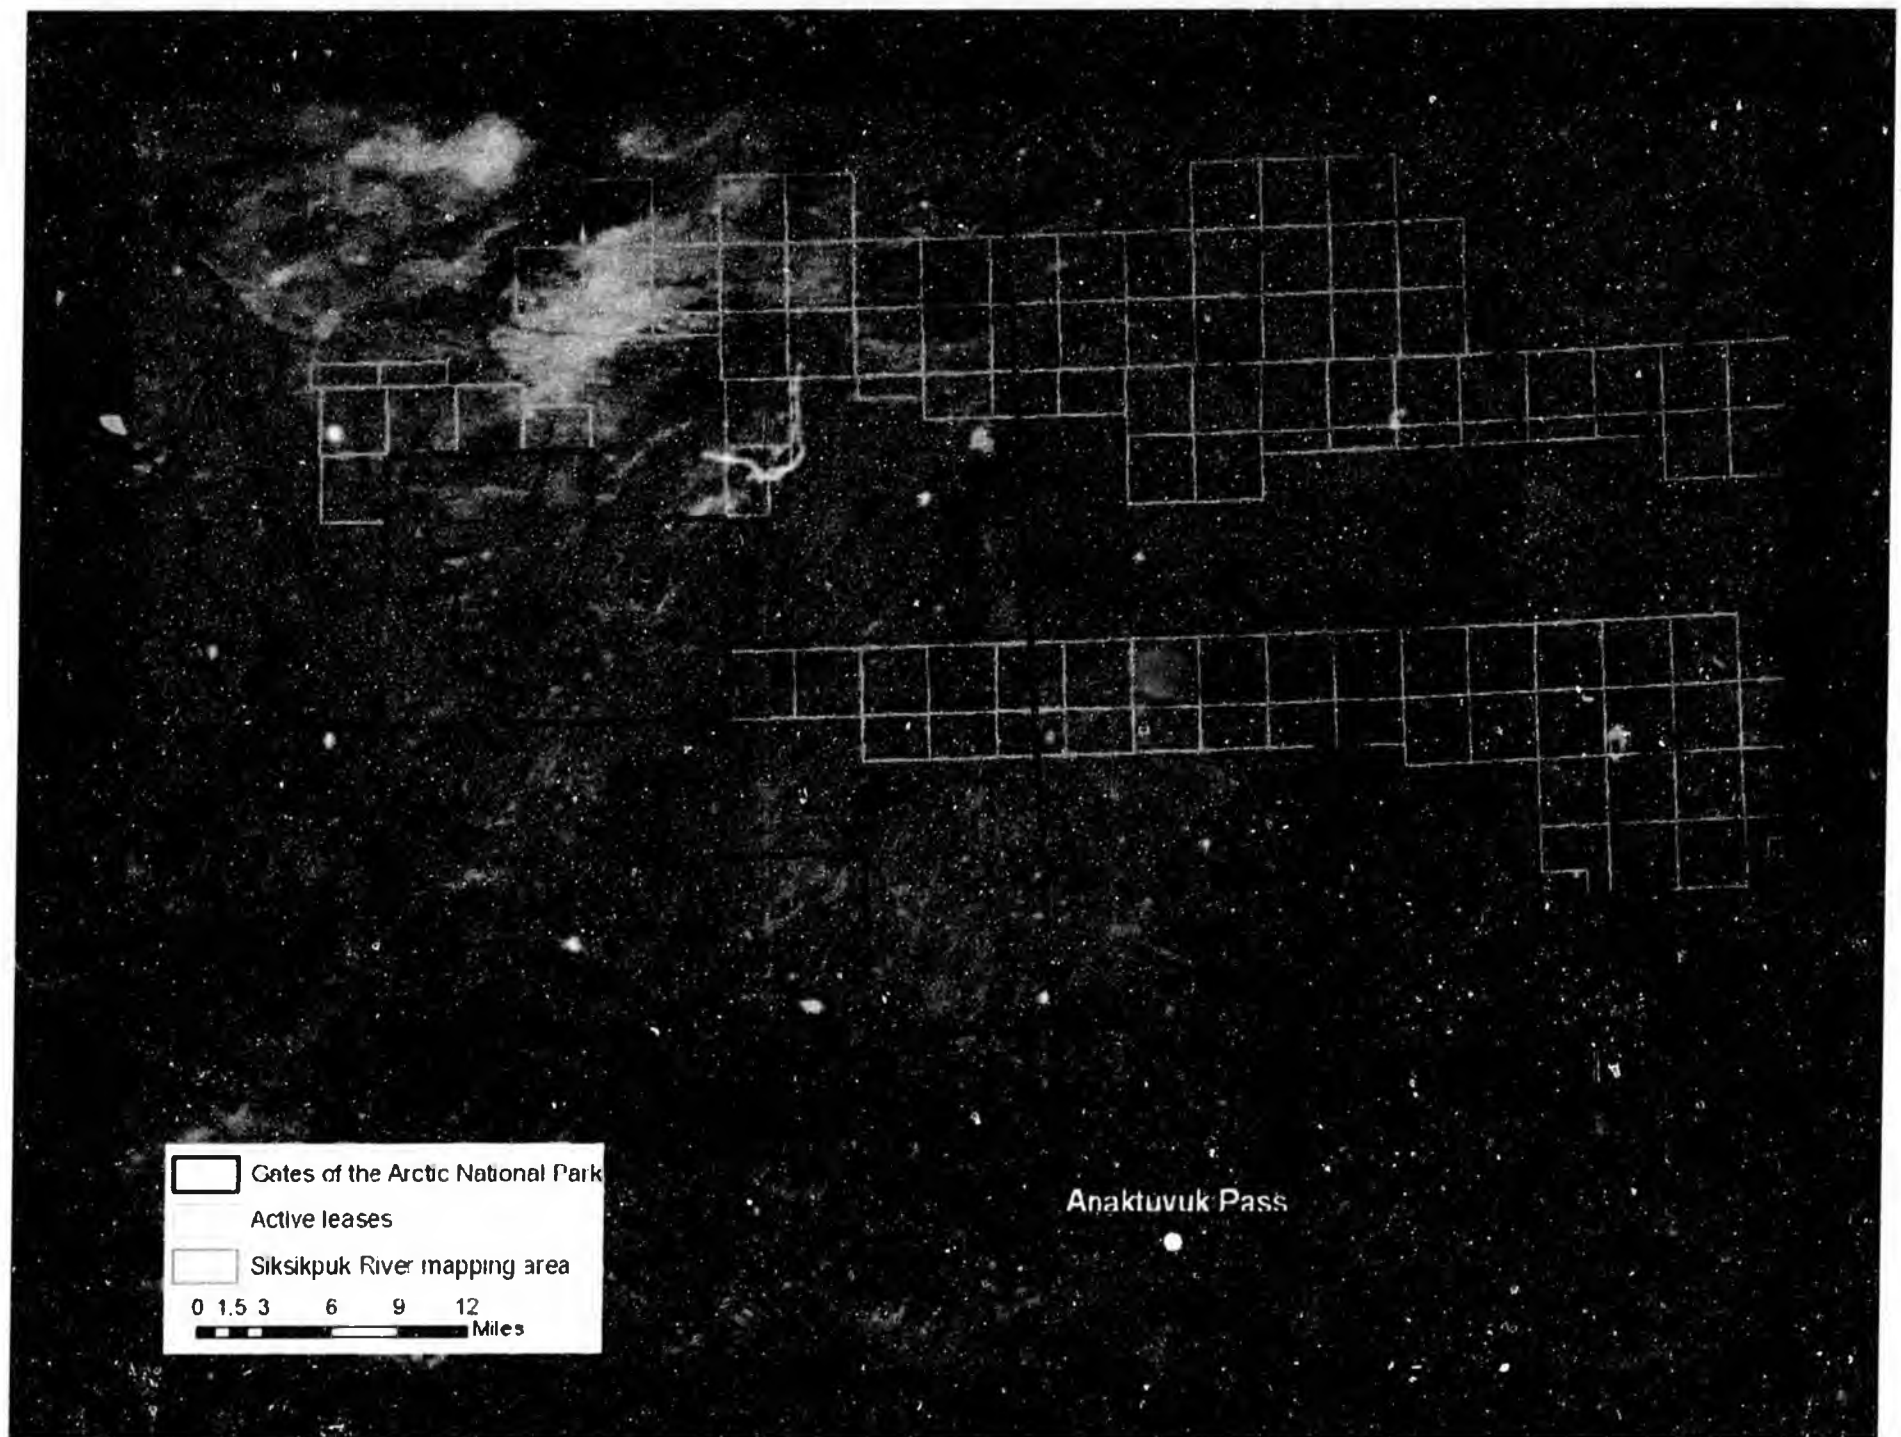 Gates of the Arctic National Park
Active leases
Siksikpuk River mapping area
0 1.5 3 6 9 12
Miles
Anaktuvuk Pass